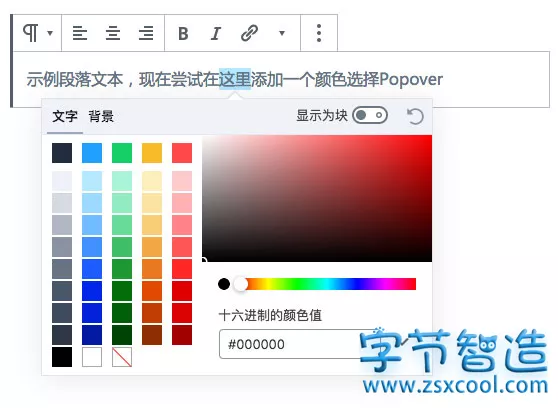 B I
示例段落文本，现在尝试在这里添加一个颜色选择Popover
文字 背景 显示为块
十六进制的颜色值
#000000
字节智造
www.zsxcool.com